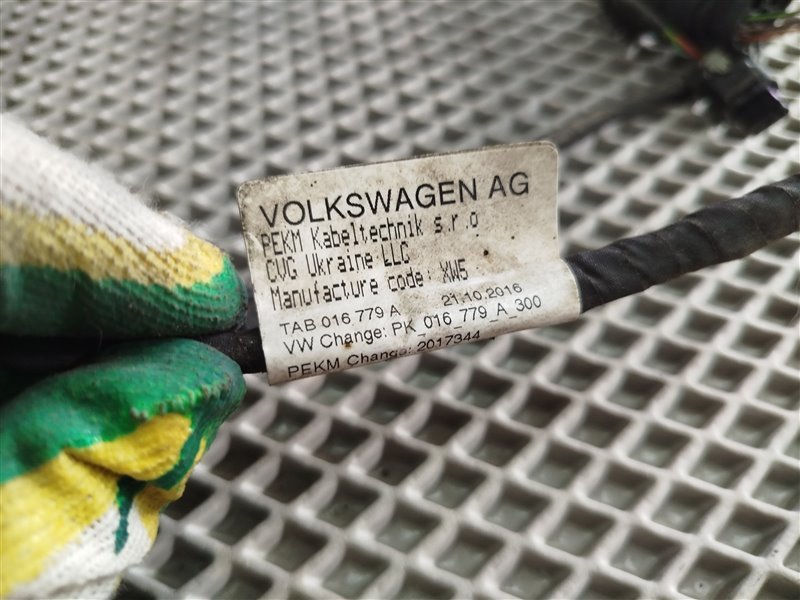 VOLKSWAGEN AG
PEKM Kabeltechnik s.r.o
CWG Ukraine LLC
Manufacture code: XW5
TAB 016 779 A 21.10.2016
VW Change: PK_016_779_A_300
PEKM Change: 2017344